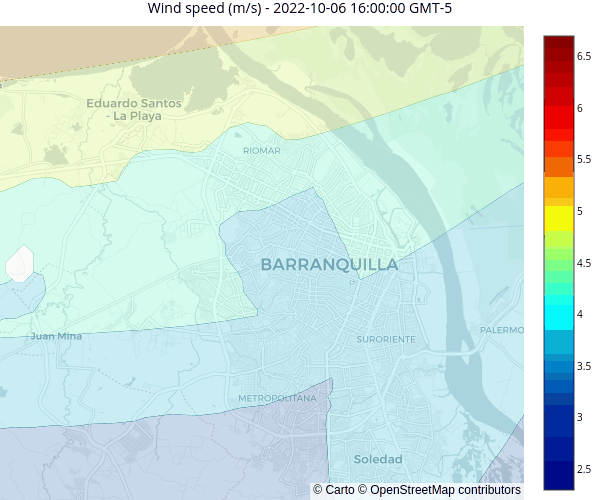 Wind speed (m/s) - 2022-10-06 16:00:00 GMT-5
Eduardo Santos
- La Playa
RIOMAR
BARRANQUILLA
Juan Mina
PALERMO
SURORIENTE
METROPOLITANA
Soledad
© Carto © OpenStreetMap contributors
6.5
6
5.5
5
4.5
4
3.5
3
2.5